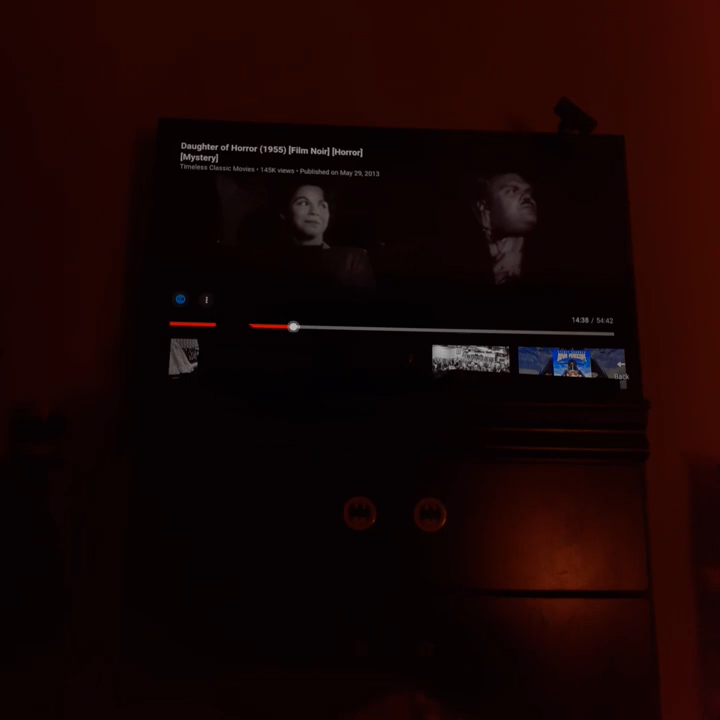 Daughter of Horror (1955) [Film Noir] [Horror]
[Mystery]
Timeless Classic Movies • 145K views • Published on May 29, 2013
14:38 / 54:42
Back